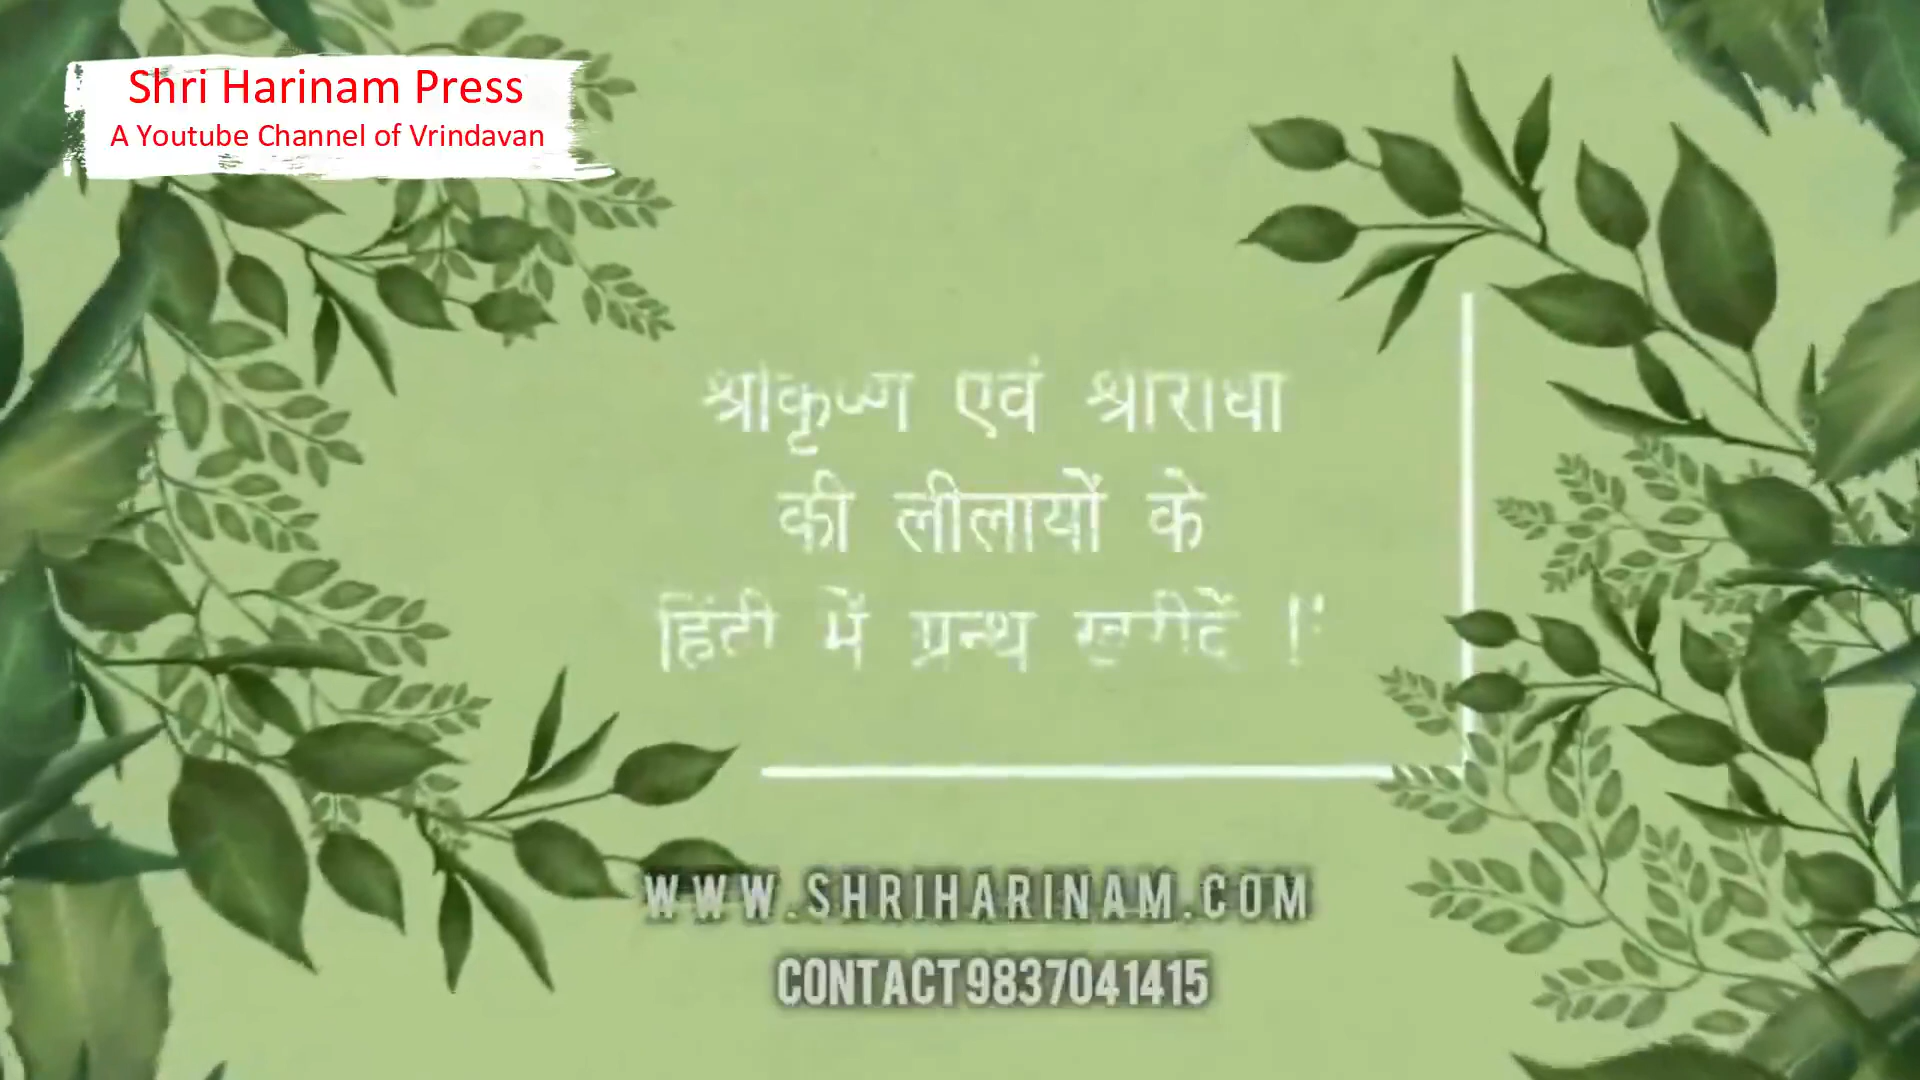 Shri Harinam Press
A Youtube Channel of Vrindavan
श्रीकृष्ण एवं श्रीराधा
की लीलायों के
हिंदी में ग्रन्थ खरीदें !
WWW.SHRIHARINAM.COM
CONTACT 9837041415